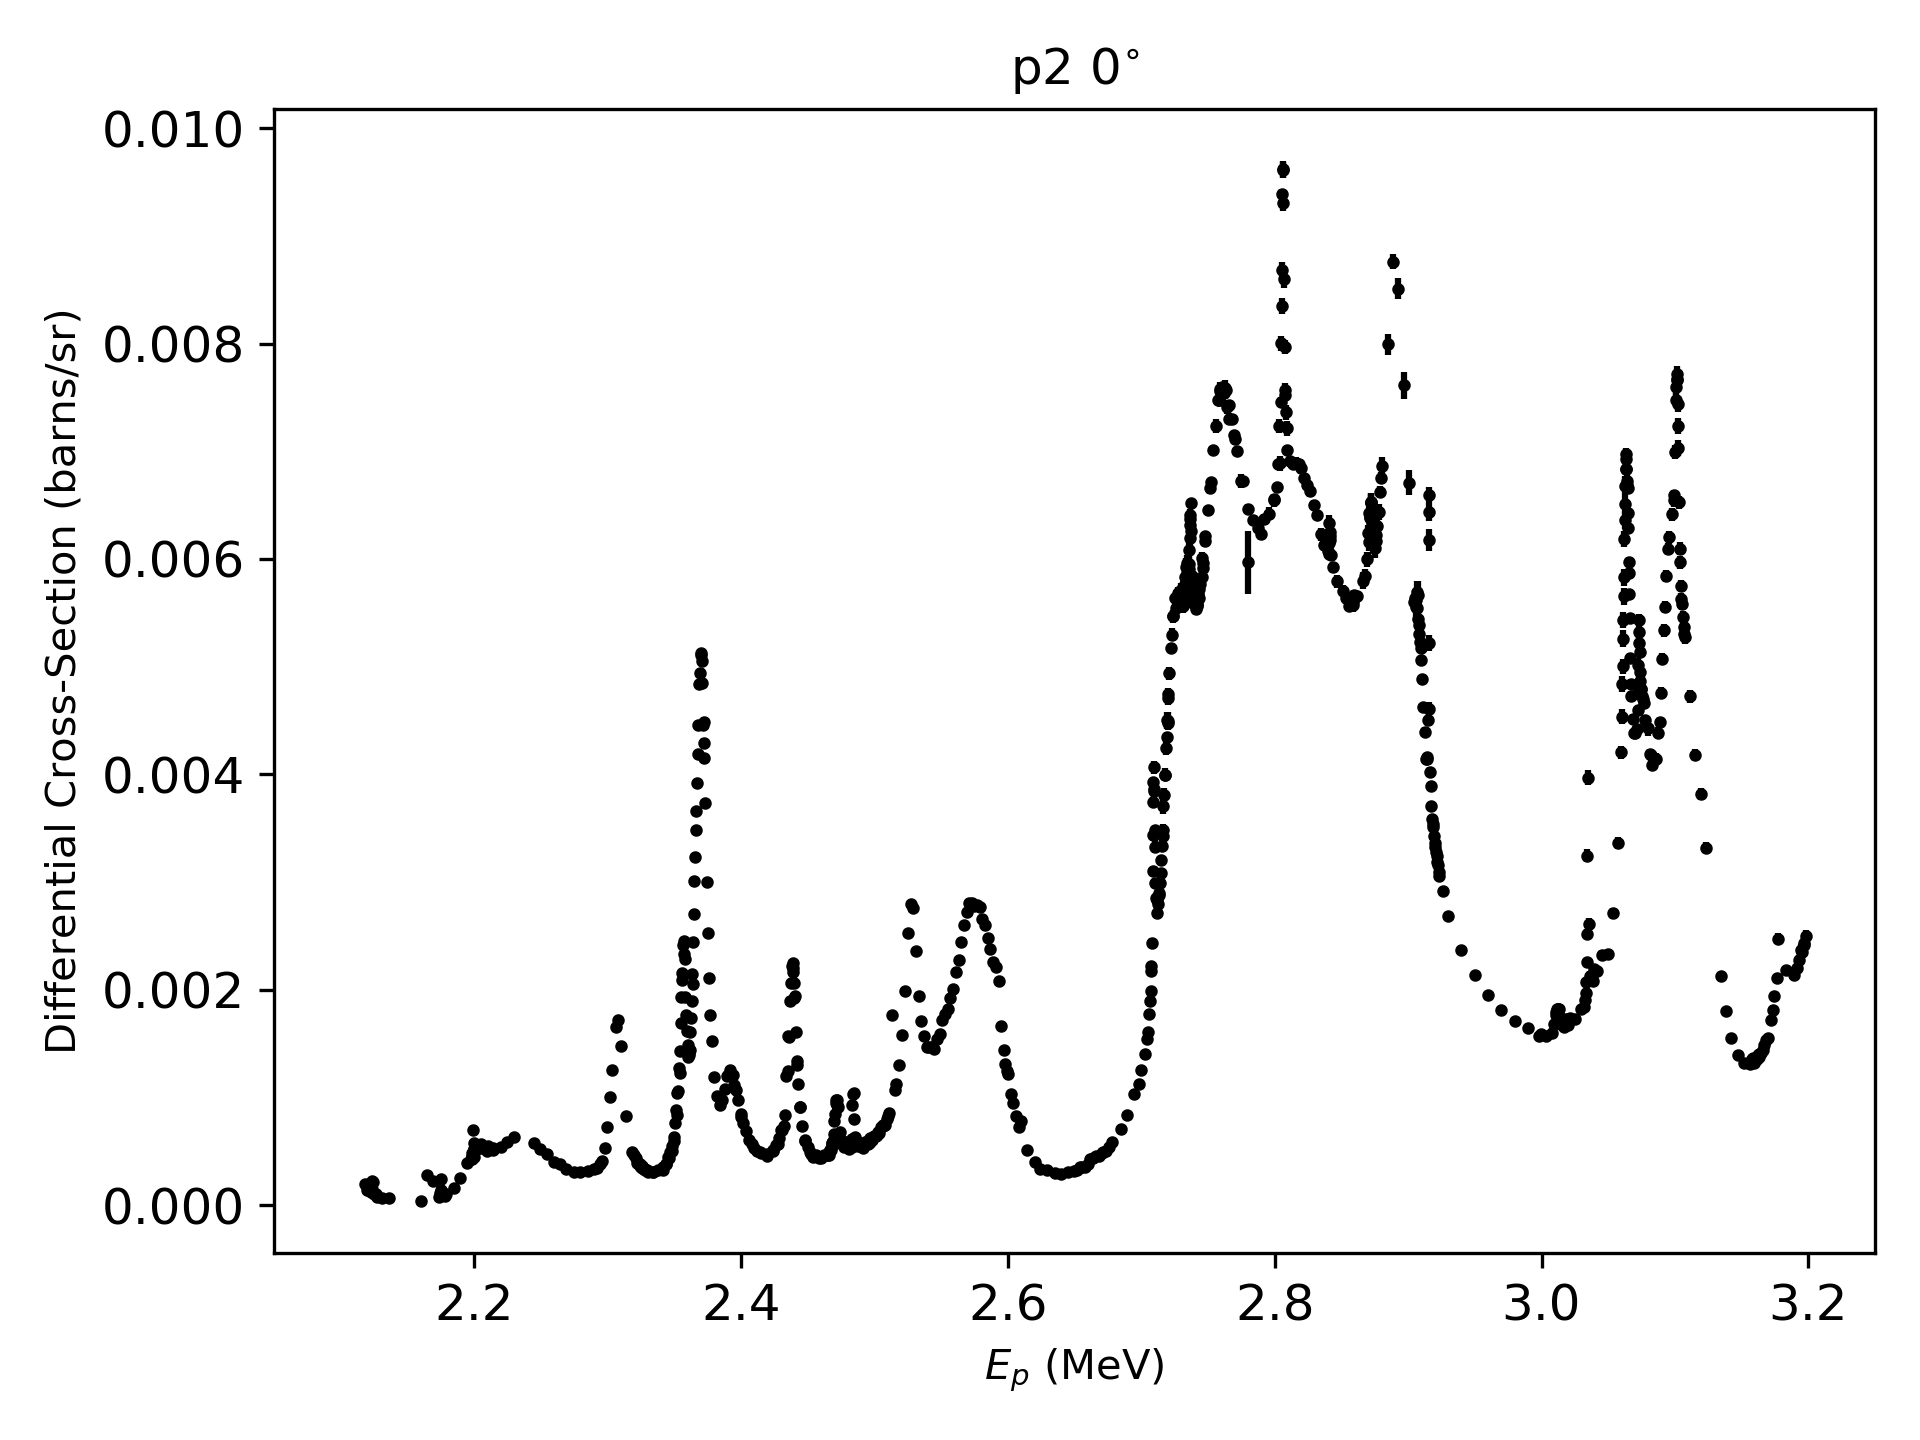 p2 0°
Differential Cross-Section (barns/sr)
0.010
0.008
0.006
0.004
0.002
0.000
2.2 2.4 2.6 2.8 3.0 3.2
Eₚ (MeV)